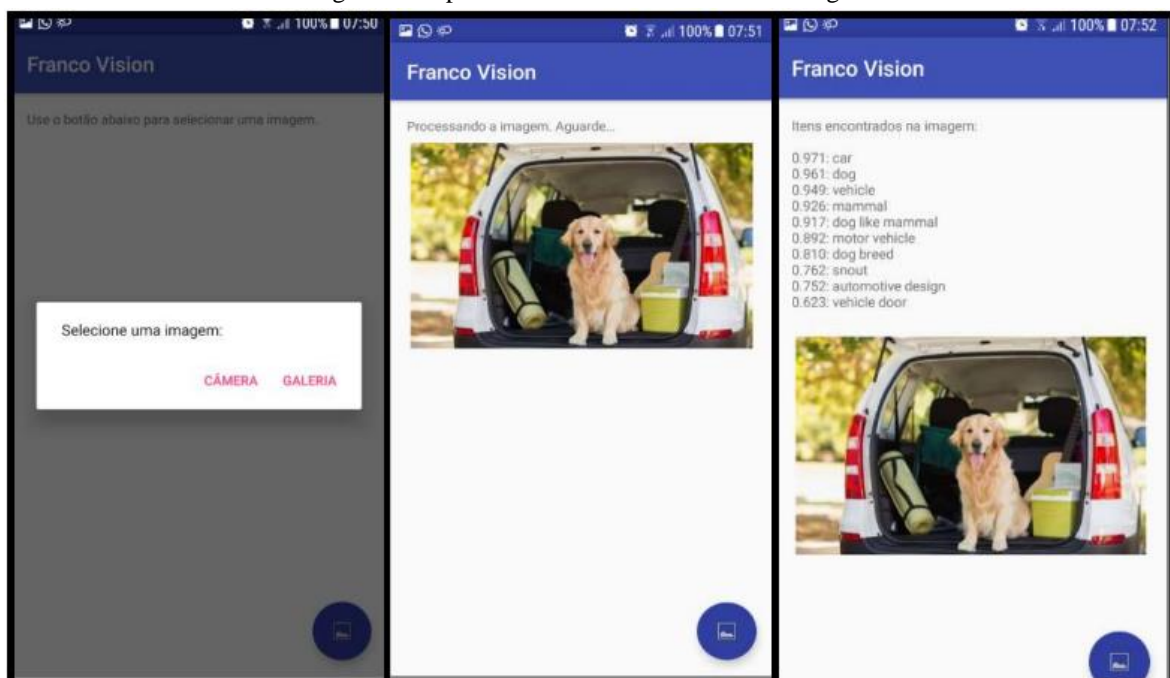 100% 07:50
Franco Vision
Use o botão abaixo para selecionar uma imagem.
Selecione uma imagem:
CÂMERA GALERIA
100% 07:51
Franco Vision
Processando a imagem. Aguarde...
100% 07:52
Franco Vision
Itens encontrados na imagem:
0.971: car
0.961: dog
0.949: vehicle
0.926: mammal
0.917: dog like mammal
0.892: motor vehicle
0.810: dog breed
0.762: snout
0.752: automotive design
0.623: vehicle door